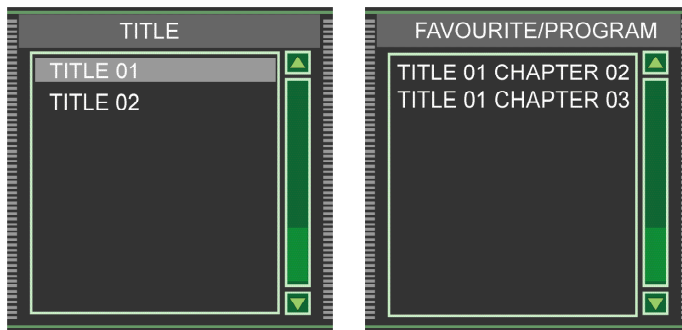 TITLE
TITLE 01
TITLE 02
FAVOURITE/PROGRAM
TITLE 01 CHAPTER 02
TITLE 01 CHAPTER 03